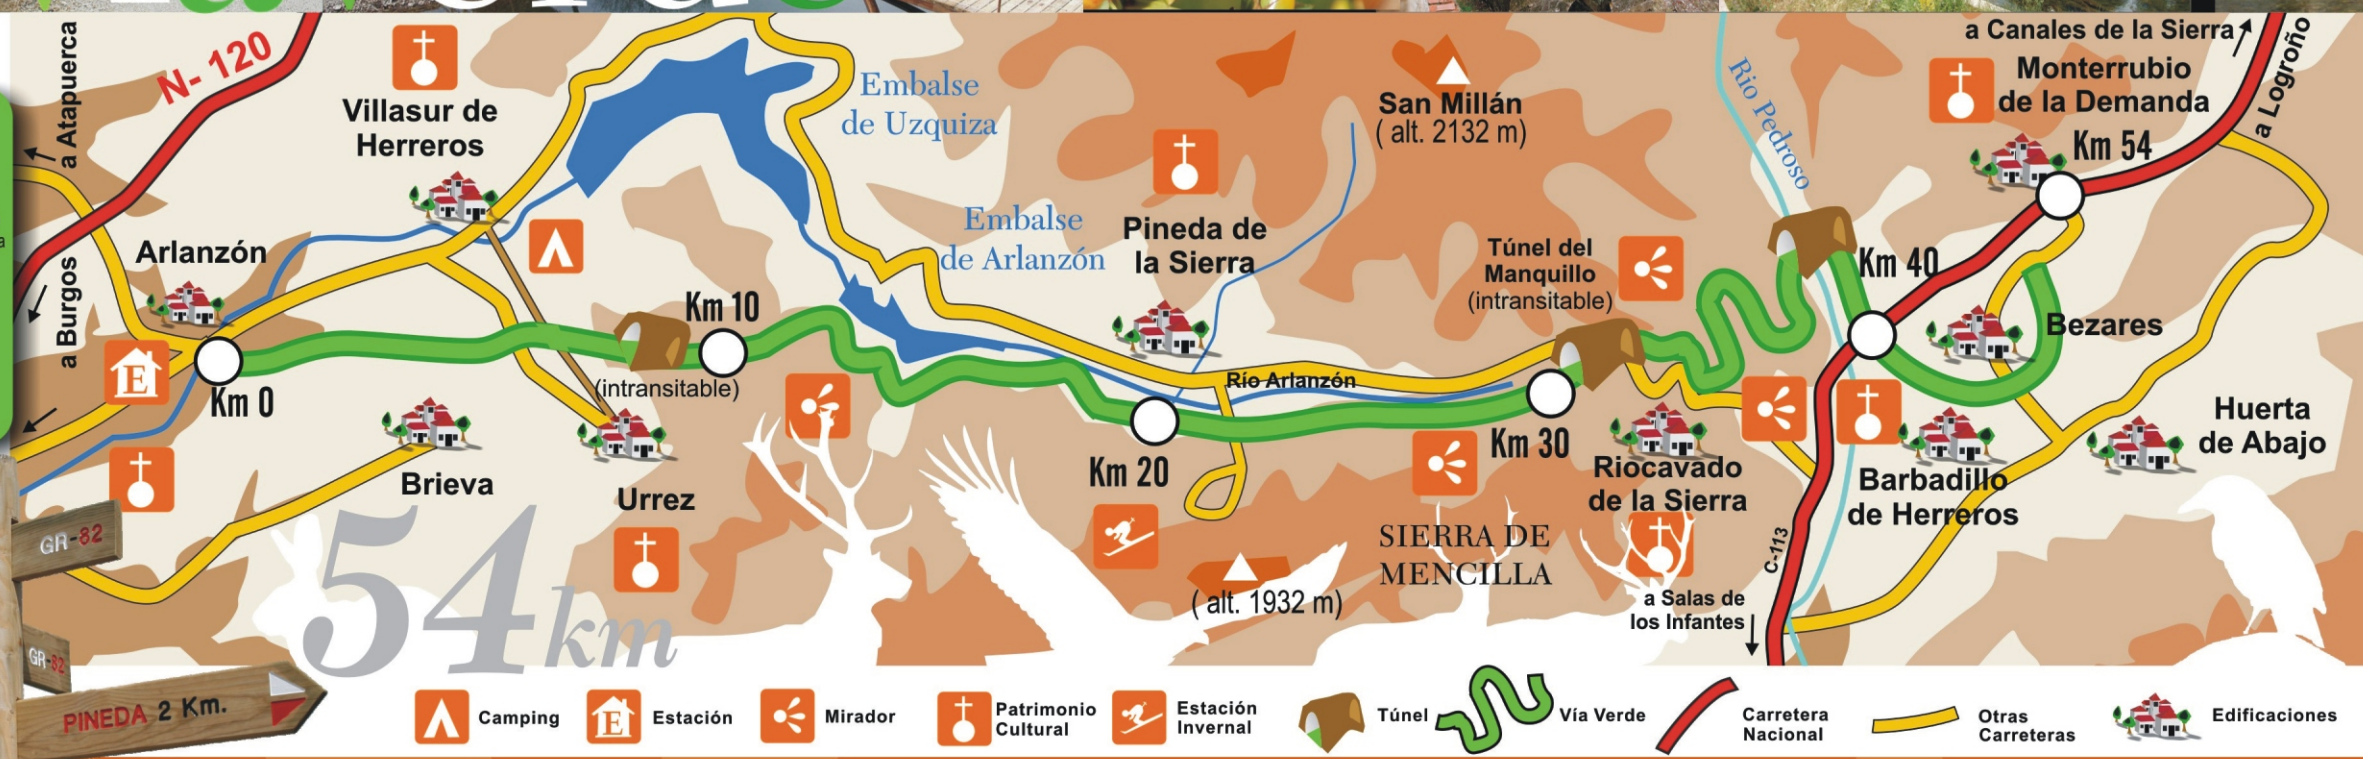 a Atapuerca
N-120
Villasur de
Herreros
Embalse
de Uzquiza
San Millán
( alt. 2132 m)
Rio Pedroso
a Canales de la Sierra
a Logroño
Monterrubio
de la Demanda
Km 54
Arlanzón
a Burgos
Embalse
de Arlanzón
Pineda de
la Sierra
Túnel del
Manquillo
(intransitable)
Km 40
Bezares
Km 10
(intransitable)
E
Km 0
Río Arlanzón
Brieva
Urrez
Km 20
Km 30
Riocavado
de la Sierra
Barbadillo
de Herreros
Huerta
de Abajo
GR-82
54 km
( alt. 1932 m)
SIERRA DE
MENCILLA
C-113
a Salas de
los Infantes
GR-82
PINEDA 2 Km.
Camping
E
Estación
Mirador
Patrimonio
Cultural
Estación
Invernal
Túnel
Vía Verde
Carretera
Nacional
Otras
Carreteras
Edificaciones